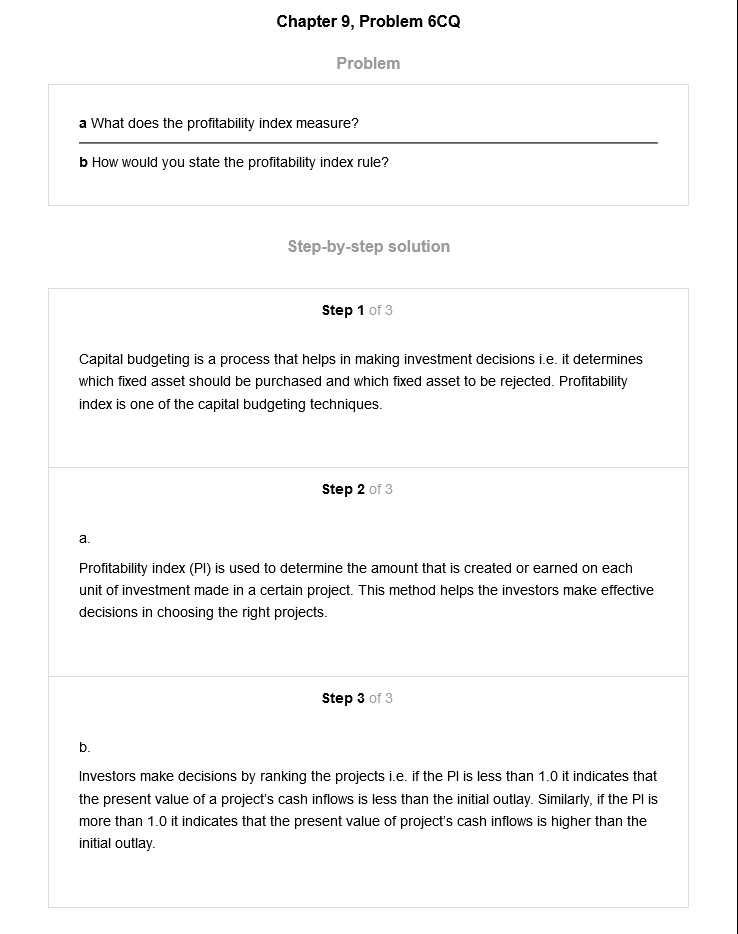 Chapter 9, Problem 6CQ
Problem
a What does the profitability index measure?
b How would you state the profitability index rule?
Step-by-step solution
Step 1 of 3
Capital budgeting is a process that helps in making investment decisions i.e. it determines
which fixed asset should be purchased and which fixed asset to be rejected. Profitability
index is one of the capital budgeting techniques.
Step 2 of 3
a.
Profitability index (PI) is used to determine the amount that is created or earned on each
unit of investment made in a certain project. This method helps the investors make effective
decisions in choosing the right projects.
Step 3 of 3
b.
Investors make decisions by ranking the projects i.e. if the PI is less than 1.0 it indicates that
the present value of a project's cash inflows is less than the initial outlay. Similarly, if the PI is
more than 1.0 it indicates that the present value of project's cash inflows is higher than the
initial outlay.